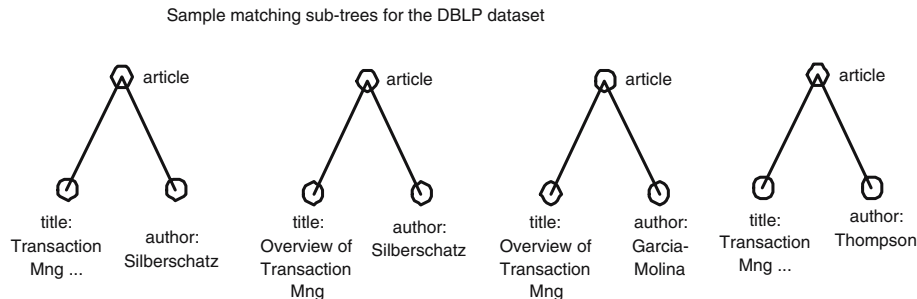 Sample matching sub-trees for the DBLP dataset
article
article
article
article
title:
Transaction
Mng ...
author:
Silberschatz
title:
Overview of
Transaction
Mng
author:
Silberschatz
title:
Overview of
Transaction
Mng
author:
Garcia-
Molina
title:
Transaction
Mng ...
author:
Thompson